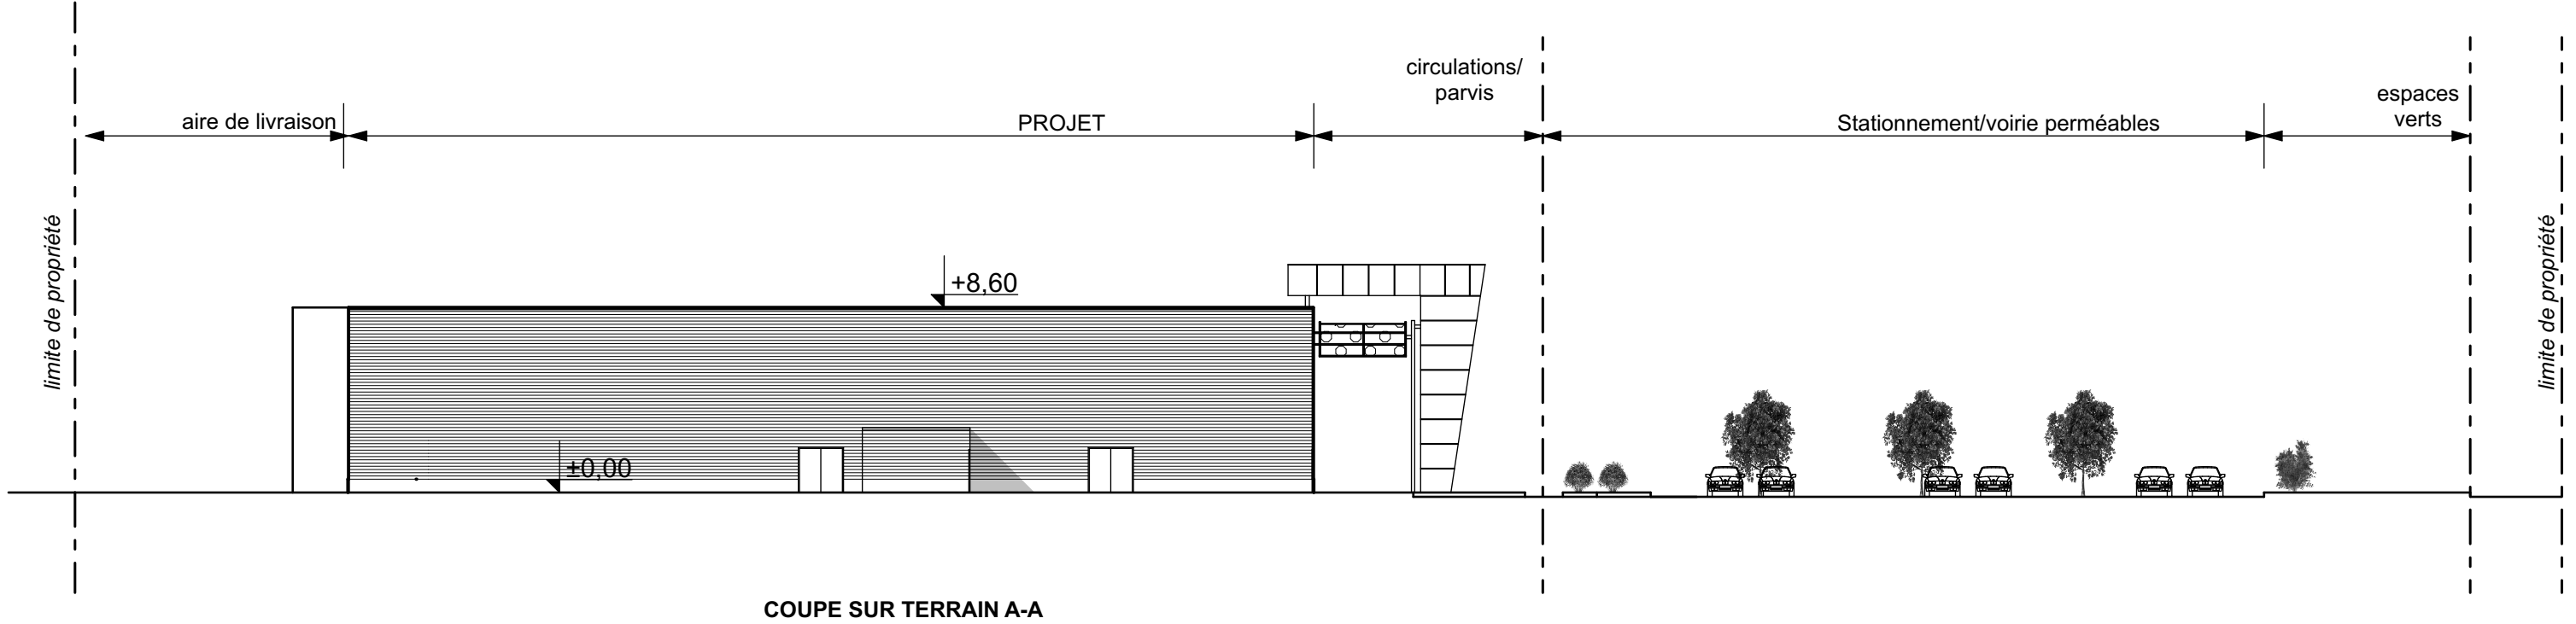 circulations/
parvis
espaces
verts
aire de livraison
PROJET
Stationnement/voirie perméables
limite de propriété
limite de propriété
+8,60
±0,00
COUPE SUR TERRAIN A-A